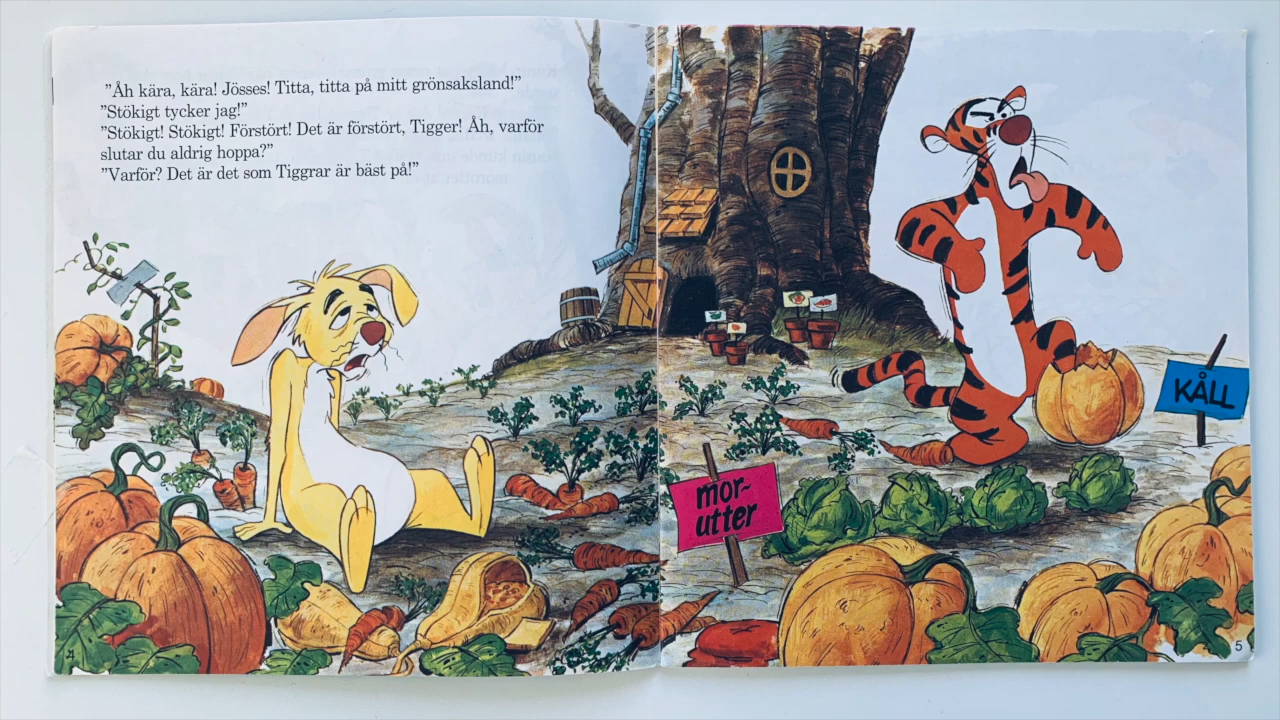 ”Åh kära, kära! Jösses! Titta, titta på mitt grönsaksland!”
”Stökigt tycker jag!”
”Stökigt! Stökigt! Förstört! Det är förstört, Tigger! Åh, varför
slutar du aldrig hoppa?”
”Varför? Det är det som Tiggrar är bäst på!”
mor-
utter
KÅLL
4
5